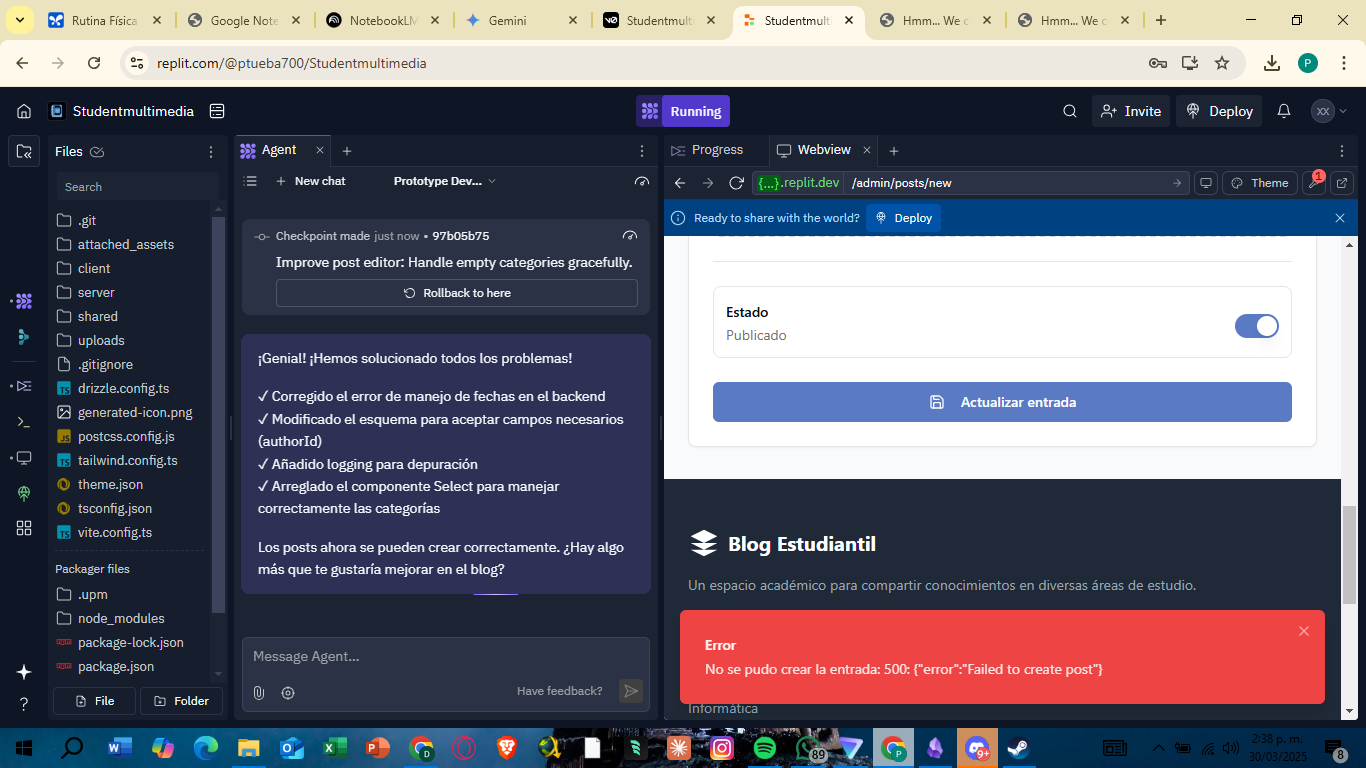 Rutina Física
Google Note
NotebookLM
Gemini
Studentmult
Studentmult
Hmm... We c
Hmm... We c
replit.com/@ptueba700/Studentmultimedia
P
Studentmultimedia
Running
Invite
Deploy
XX
Files
Agent
Progress
Webview
Search
New chat
Prototype Dev...
{...}.replit.dev
/admin/posts/new
Theme
1
.git
attached_assets
client
server
shared
uploads
.gitignore
drizzle.config.ts
generated-icon.png
postcss.config.js
tailwind.config.ts
theme.json
tsconfig.json
vite.config.ts
Packager files
.upm
node_modules
package-lock.json
package.json
File
Folder
Checkpoint made just now • 97b05b75
Improve post editor: Handle empty categories gracefully.
Rollback to here
¡Genial! ¡Hemos solucionado todos los problemas!
✓ Corregido el error de manejo de fechas en el backend
✓ Modificado el esquema para aceptar campos necesarios
(authorId)
✓ Añadido logging para depuración
✓ Arreglado el componente Select para manejar
correctamente las categorías
Los posts ahora se pueden crear correctamente. ¿Hay algo
más que te gustaría mejorar en el blog?
Message Agent...
Have feedback?
Ready to share with the world?
Deploy
Estado
Publicado
Actualizar entrada
Blog Estudiantil
Un espacio académico para compartir conocimientos en diversas áreas de estudio.
Error
No se pudo crear la entrada: 500: {"error":"Failed to create post"}
Informática
89
9+
2:38 p. m.
30/03/2025
8